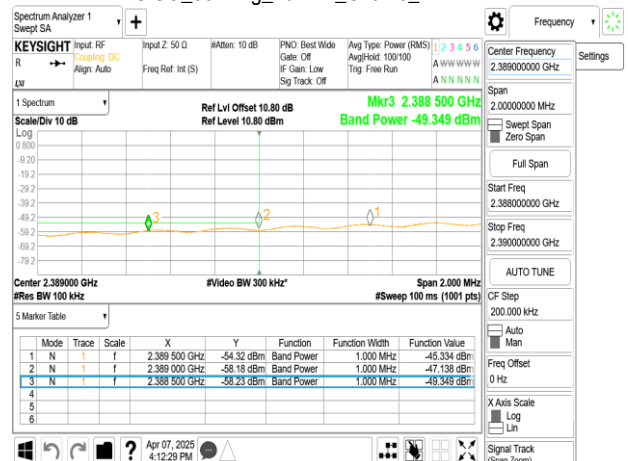 Spectrum Analyzer 1
Swept SA
Frequency
KEYSIGHT
R
Input: RF
Coupling: DC
Align: Auto
Input Z: 50 Ω
Freq Ref: Int (S)
#Atten: 10 dB
PNO: Best Wide
Gate: Off
IF Gain: Low
Sig Track: Off
Avg Type: Power (RMS)
Avg|Hold: 100/100
Trig: Free Run
1 2 3 4 5 6
A W W W W W
A N N N N N
Settings
Center Frequency
2.389000000 GHz
Span
2.00000000 MHz
Swept Span
Zero Span
Full Span
Start Freq
2.388000000 GHz
Stop Freq
2.390000000 GHz
AUTO TUNE
CF Step
200.000 kHz
Auto
Man
Freq Offset
0 Hz
X Axis Scale
Log
Lin
Signal Track
(Span Zoom)
1 Spectrum
Scale/Div 10 dB
Ref Lvl Offset 10.80 dB
Ref Level 10.80 dBm
Mkr3 2.388 500 GHz
Band Power -49.349 dBm
Log
0.800
-9.20
-19.2
-29.2
-39.2
-49.2
-59.2
-69.2
-79.2
3
2
1
Center 2.389000 GHz
#Video BW 300 kHz*
Span 2.000 MHz
#Res BW 100 kHz
#Sweep 100 ms (1001 pts)
5 Marker Table
Mode Trace Scale X Y Function Function Width Function Value
1 N 1 f 2.389 500 GHz -54.32 dBm Band Power 1.000 MHz -45.334 dBm
2 N 1 f 2.389 000 GHz -58.18 dBm Band Power 1.000 MHz -47.138 dBm
3 N 1 f 2.388 500 GHz -58.23 dBm Band Power 1.000 MHz -49.349 dBm
4
5
6
?
Apr 07, 2025
4:12:29 PM